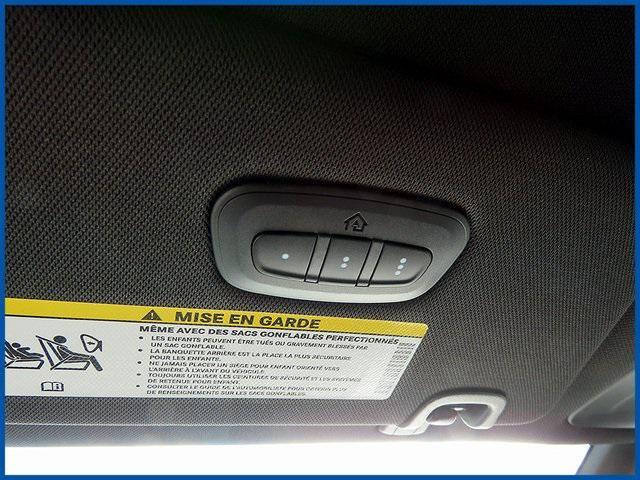 MISE EN GARDE
MÊME AVEC DES SACS GONFLABLES PERFECTIONNÉS
• LES ENFANTS PEUVENT ÊTRE TUÉS OU GRAVEMENT BLESSÉS PAR
UN SAC GONFLABLE.
• LA BANQUETTE ARRIÈRE EST LA PLACE LA PLUS SÉCURITAIRE
POUR LES ENFANTS.
• NE JAMAIS PLACER UN SIÈGE POUR ENFANT ORIENTÉ VERS
L'ARRIÈRE À L'AVANT DU VÉHICULE.
• TOUJOURS UTILISER LES CEINTURES DE SÉCURITÉ ET LES SYSTÈMES
DE RETENUE POUR ENFANT.
• CONSULTER LE GUIDE DE L'AUTOMOBILISTE POUR OBTENIR PLUS
DE RENSEIGNEMENTS SUR LES SACS GONFLABLES.